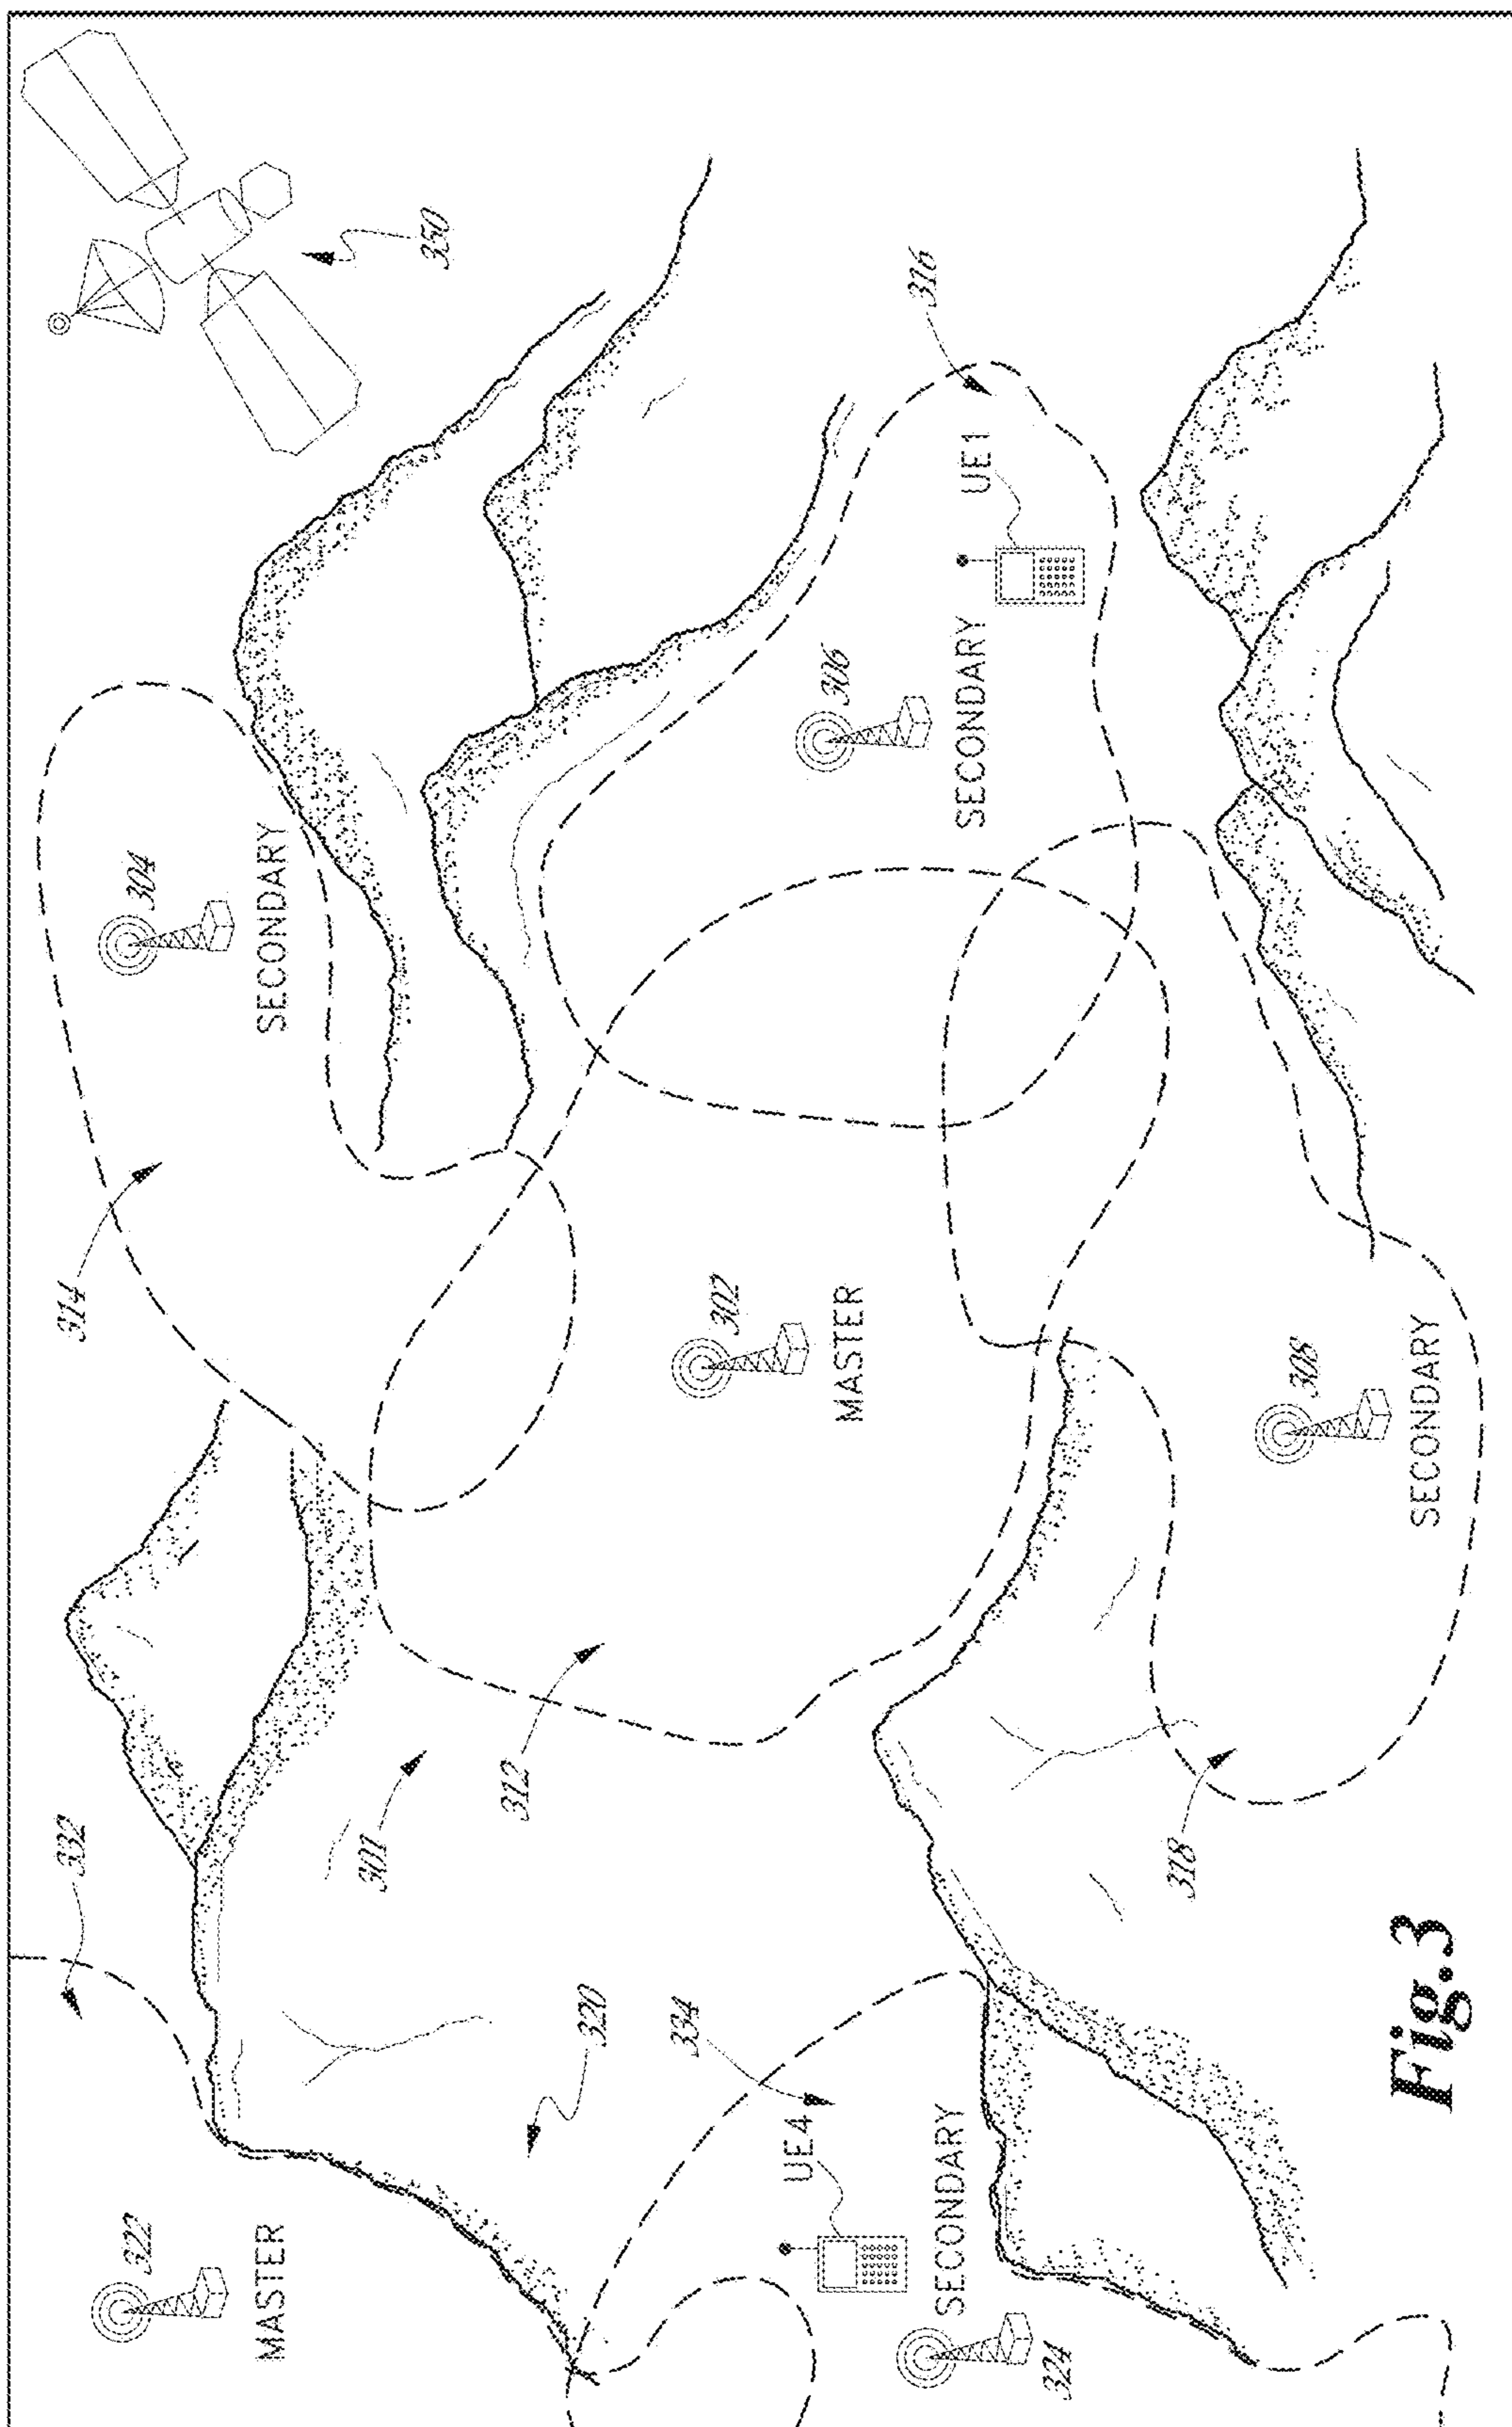 350
316
UE1
304
SECONDARY
306
SECONDARY
314
302
MASTER
308
SECONDARY
332
301
312
318
320
334
322
MASTER
UE4
SECONDARY
324
Fig.3